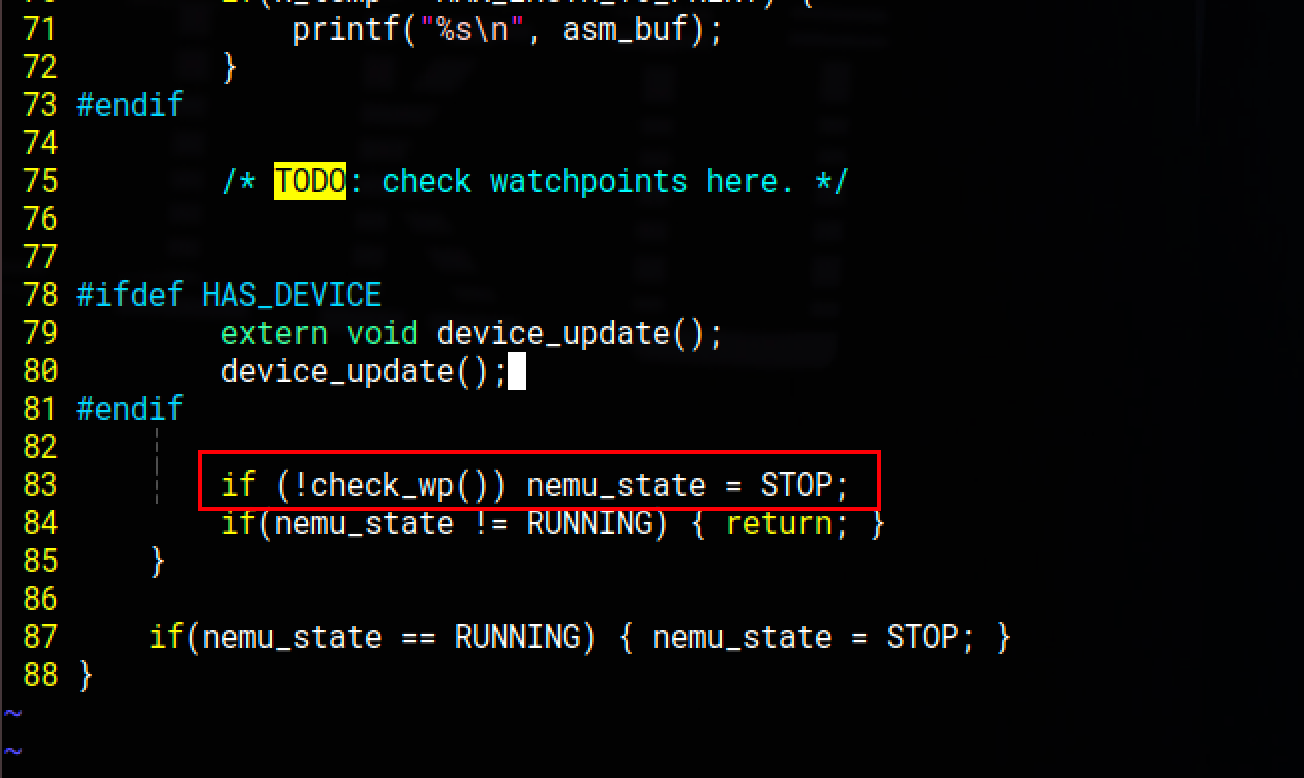 71 printf("%s\n", asm_buf);
72 }
73 #endif
74
75 /* TODO: check watchpoints here. */
76
77
78 #ifdef HAS_DEVICE
79 extern void device_update();
80 device_update();
81 #endif
82
83 if (!check_wp()) nemu_state = STOP;
84 if(nemu_state != RUNNING) { return; }
85 }
86
87 if(nemu_state == RUNNING) { nemu_state = STOP; }
88 }
~
~